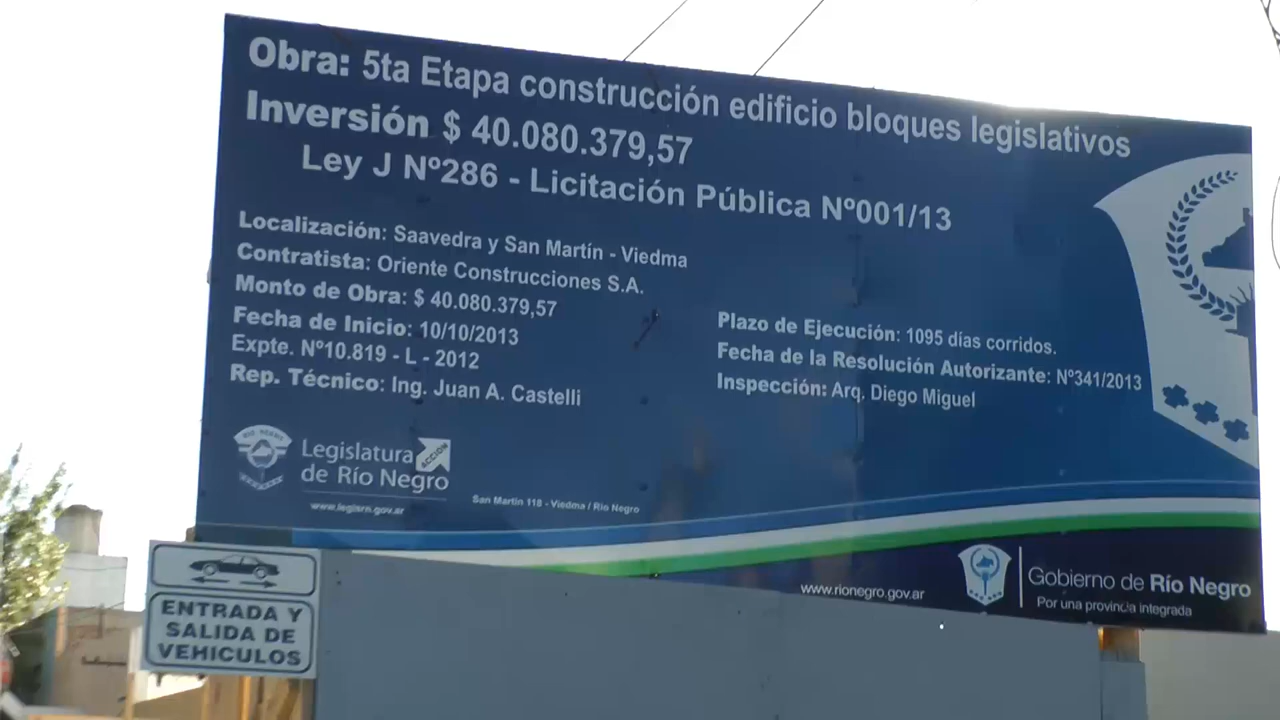 Obra: 5ta Etapa construcción edificio bloques legislativos
Inversión $ 40.080.379,57
Ley J Nº286 - Licitación Pública Nº001/13
Localización: Saavedra y San Martín - Viedma
Contratista: Oriente Construcciones S.A.
Monto de Obra: $ 40.080.379,57
Fecha de Inicio: 10/10/2013
Expte. Nº10.819 - L - 2012
Rep. Técnico: Ing. Juan A. Castelli
Plazo de Ejecución: 1095 días corridos.
Fecha de la Resolución Autorizante: Nº341/2013
Inspección: Arq. Diego Miguel
RIO NEGRO
Legislatura
de Río Negro
ACCION
www.legisrn.gov.ar
San Martín 118 - Viedma / Río Negro
www.rionegro.gov.ar
Gobierno de Río Negro
Por una provincia integrada
ENTRADA Y
SALIDA DE
VEHICULOS